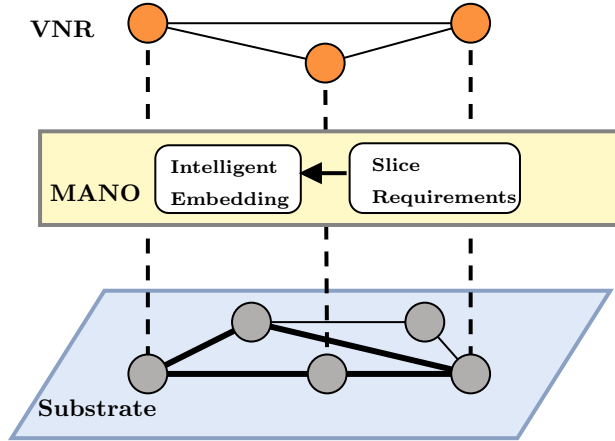 VNR
Intelligent
Embedding
Slice
Requirements
MANO
Substrate